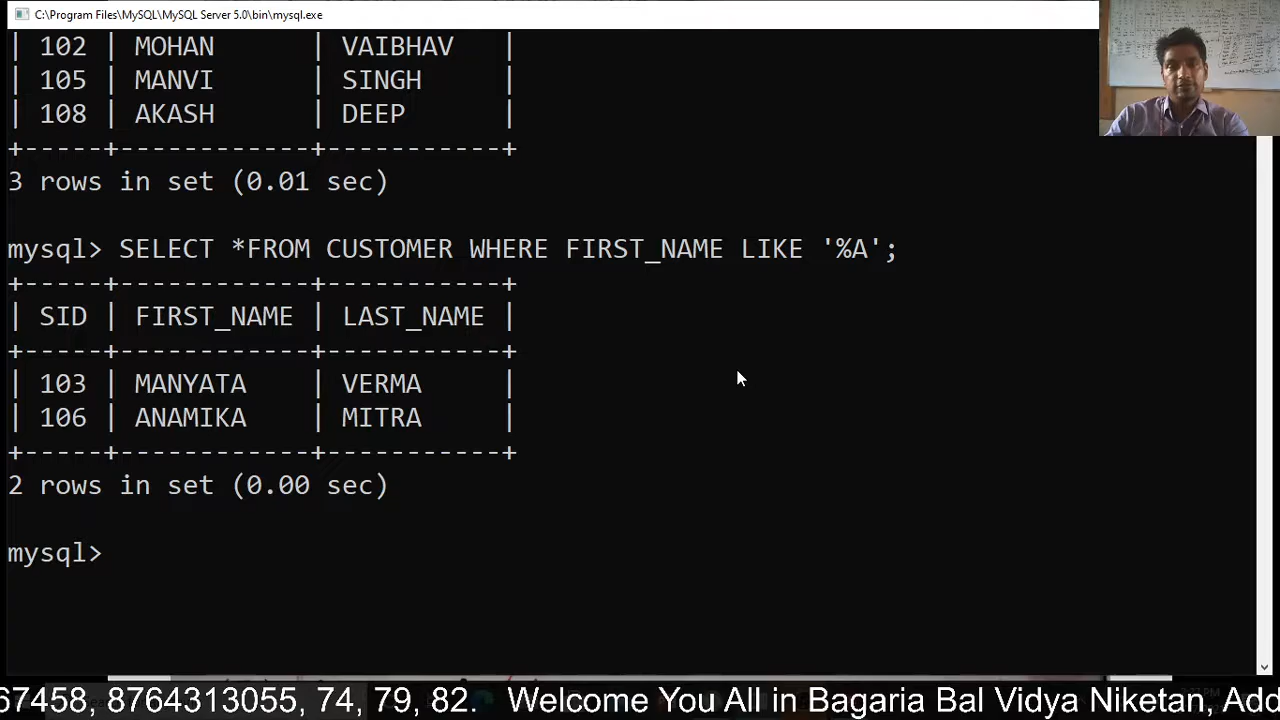 C:\Program Files\MySQL\MySQL Server 5.0\bin\mysql.exe
| 102 | MOHAN | VAIBHAV |
| 105 | MANVI | SINGH |
| 108 | AKASH | DEEP |
+-----+------------+-----------+
3 rows in set (0.01 sec)
mysql> SELECT *FROM CUSTOMER WHERE FIRST_NAME LIKE '%A';
+-----+------------+-----------+
| SID | FIRST_NAME | LAST_NAME |
+-----+------------+-----------+
| 103 | MANYATA | VERMA |
| 106 | ANAMIKA | MITRA |
+-----+------------+-----------+
2 rows in set (0.00 sec)
mysql>
67458, 8764313055, 74, 79, 82. Welcome You All in Bagaria Bal Vidya Niketan, Add